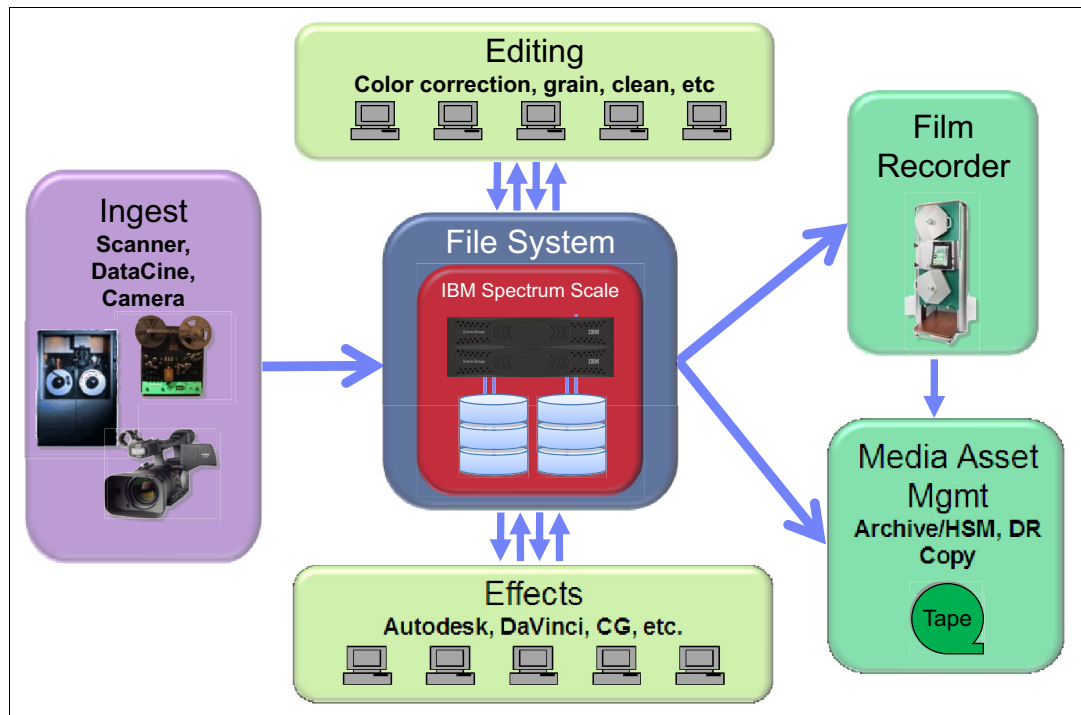 Editing
Color correction, grain, clean, etc
Ingest
Scanner,
DataCine,
Camera
File System
IBM Spectrum Scale
IBM
IBM
Film
Recorder
Media Asset
Mgmt
Archive/HSM, DR
Copy
Tape
Effects
Autodesk, DaVinci, CG, etc.